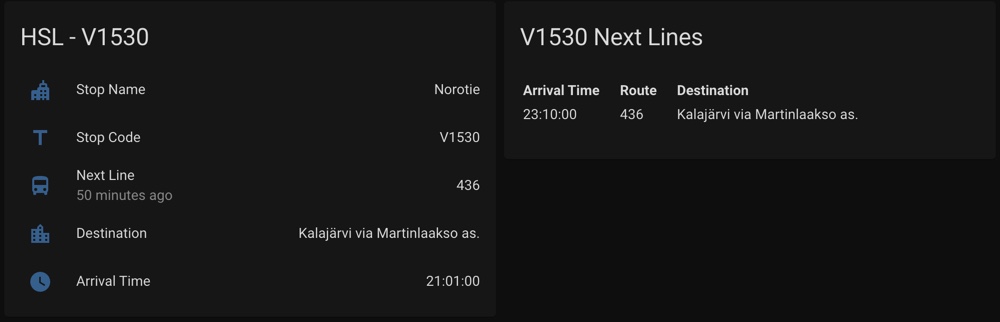 HSL - V1530
Stop Name Norotie
Stop Code V1530
Next Line 436
50 minutes ago
Destination Kalajärvi via Martinlaakso as.
Arrival Time 21:01:00
V1530 Next Lines
Arrival Time Route Destination
23:10:00 436 Kalajärvi via Martinlaakso as.